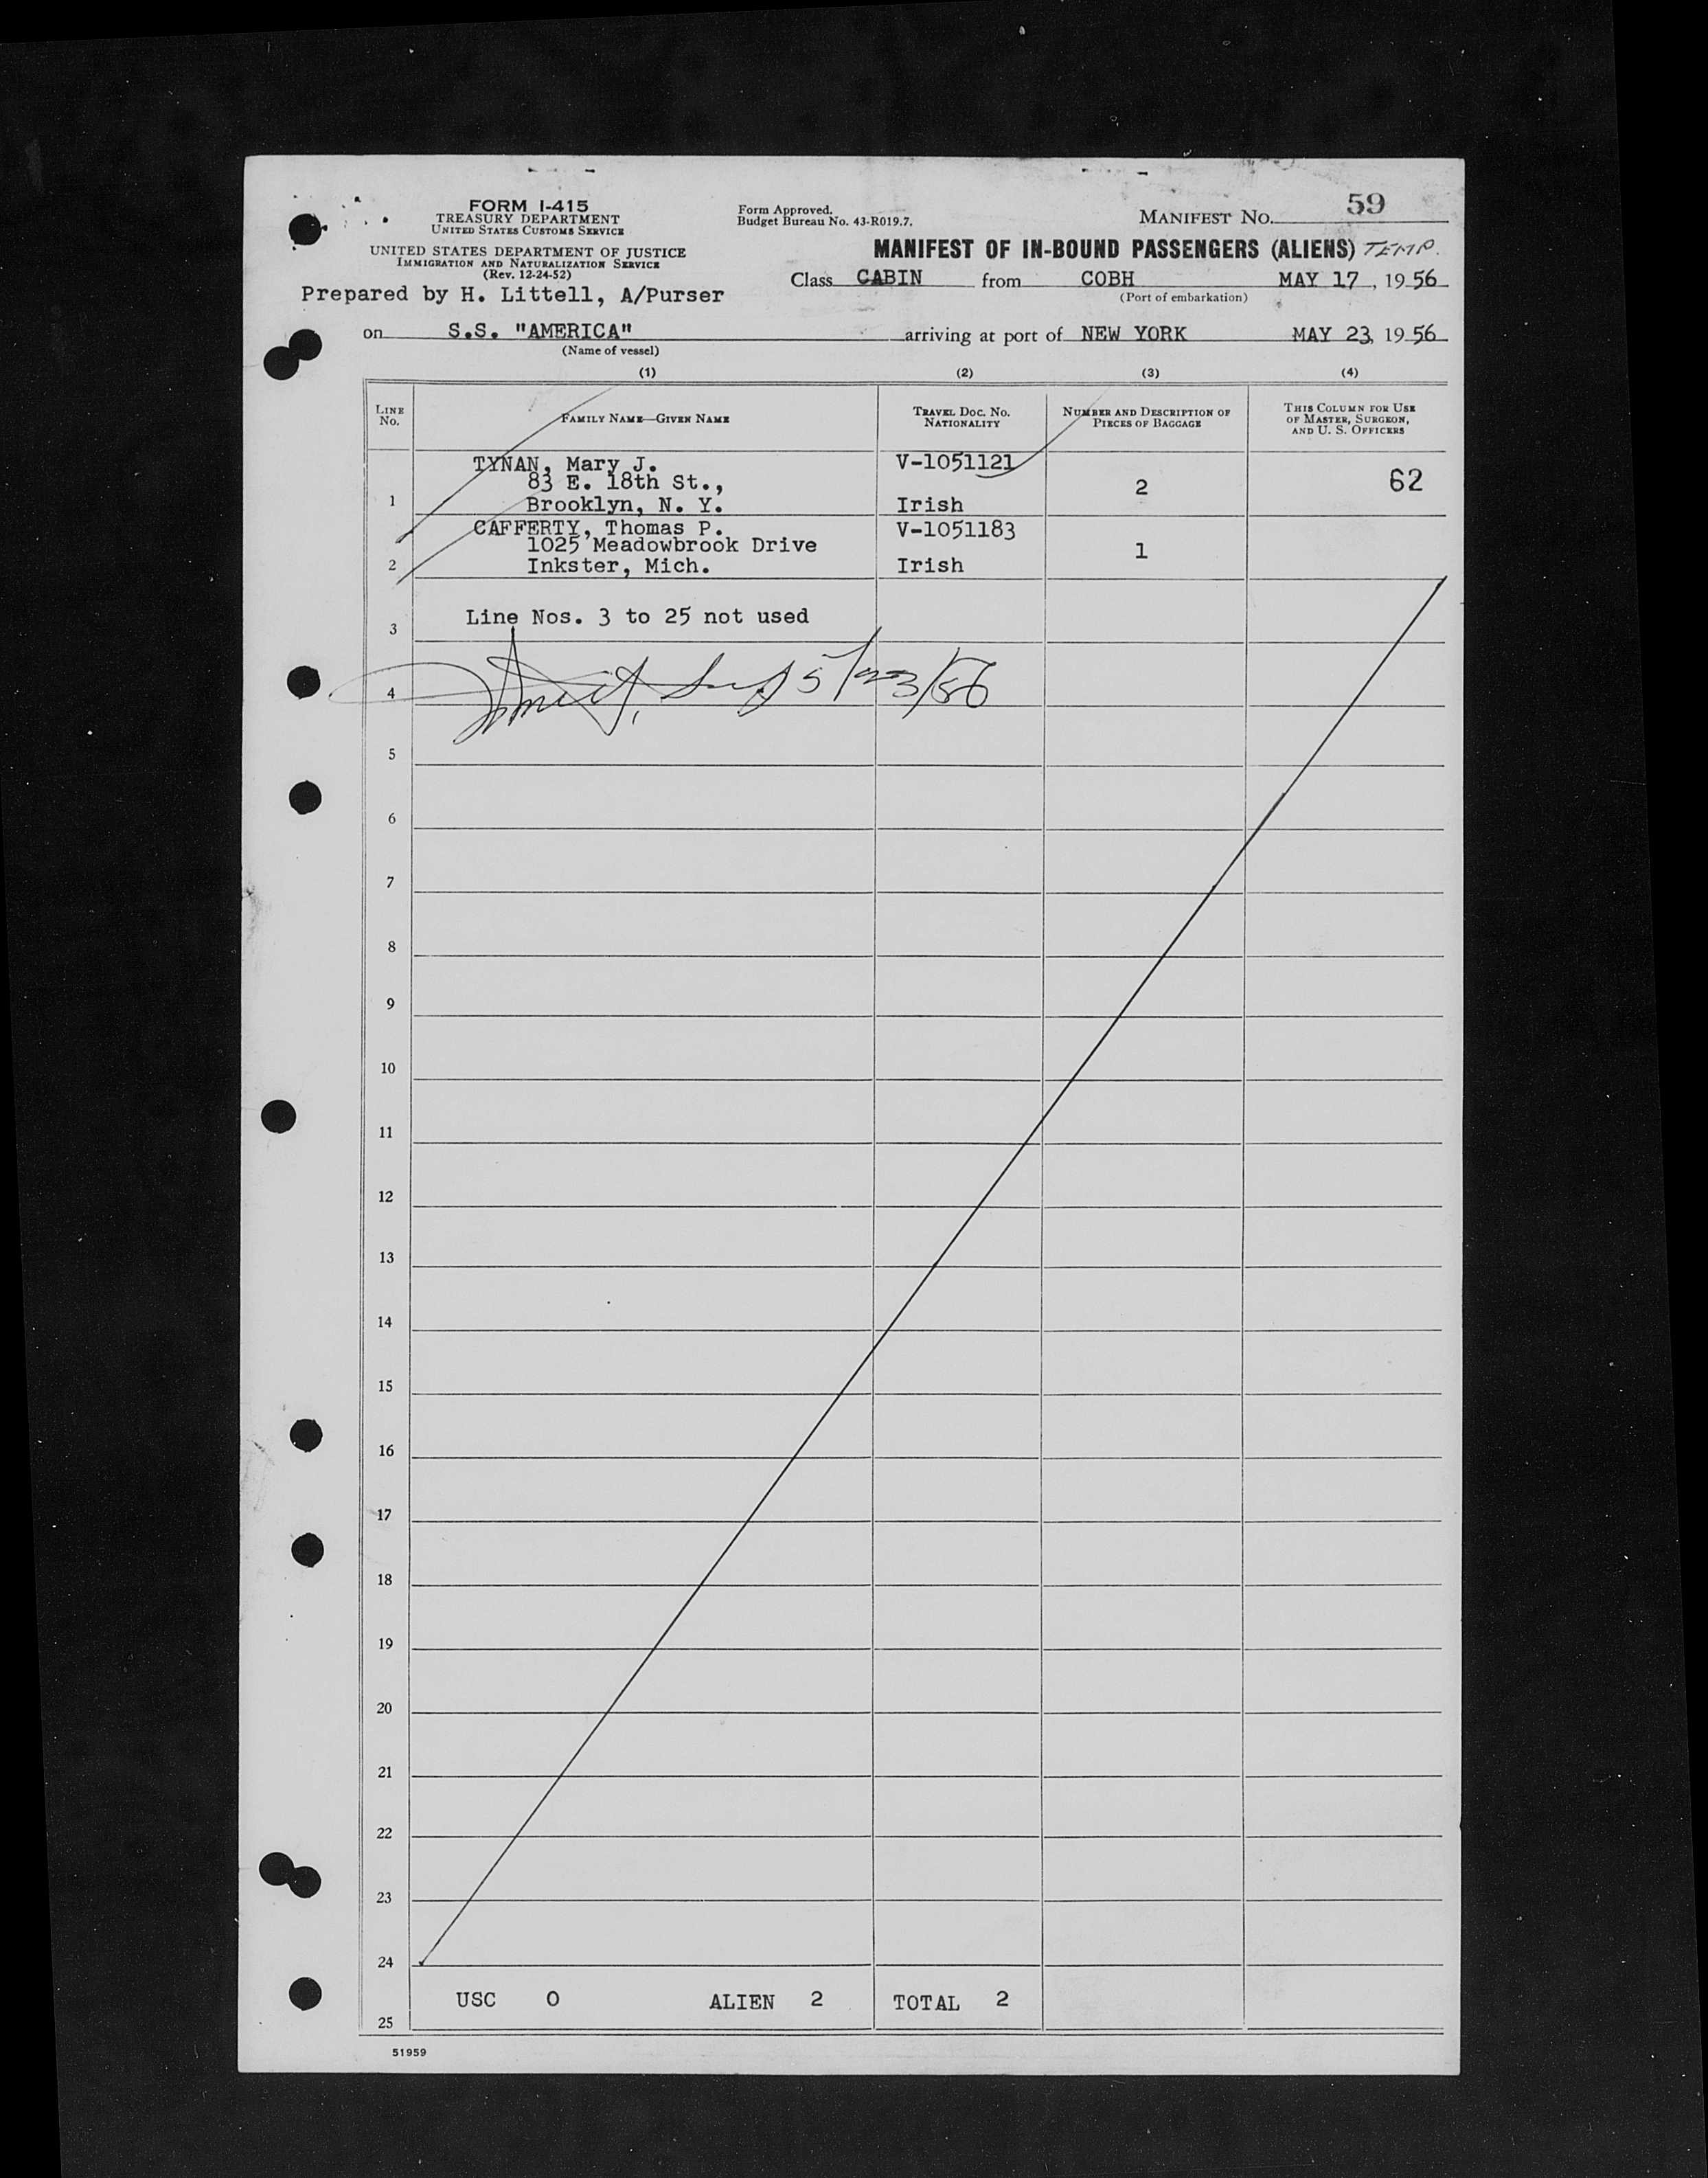 FORM I-415
TREASURY DEPARTMENT
UNITED STATES CUSTOMS SERVICE
UNITED STATES DEPARTMENT OF JUSTICE
IMMIGRATION AND NATURALIZATION SERVICE
(Rev. 12-24-52)
Prepared by H. Littell, A/Purser
Form Approved.
Budget Bureau No. 43-R019.7.
MANIFEST NO. 59
MANIFEST OF IN-BOUND PASSENGERS (ALIENS) TEMP.
Class CABIN from COBH MAY 17, 19 56
(Port of embarkation)
on S.S. "AMERICA" arriving at port of NEW YORK MAY 23, 19 56
(Name of vessel)
(1) (2) (3) (4)
LINE No. FAMILY NAME—GIVEN NAME TRAVEL DOC. NO. NATIONALITY NUMBER AND DESCRIPTION OF PIECES OF BAGGAGE THIS COLUMN FOR USE OF MASTER, SURGEON, AND U. S. OFFICERS
TYNAN, Mary J. V-1051121
83 E. 18th St., 2 62
1 Brooklyn, N. Y. Irish
CAFFERTY, Thomas P. V-1051183
1025 Meadowbrook Drive 1
2 Inkster, Mich. Irish
Line Nos. 3 to 25 not used
3
4 5/23/56
5
6
7
8
9
10
11
12
13
14
15
16
17
18
19
20
21
22
23
24
USC 0 ALIEN 2 TOTAL 2
25
51959